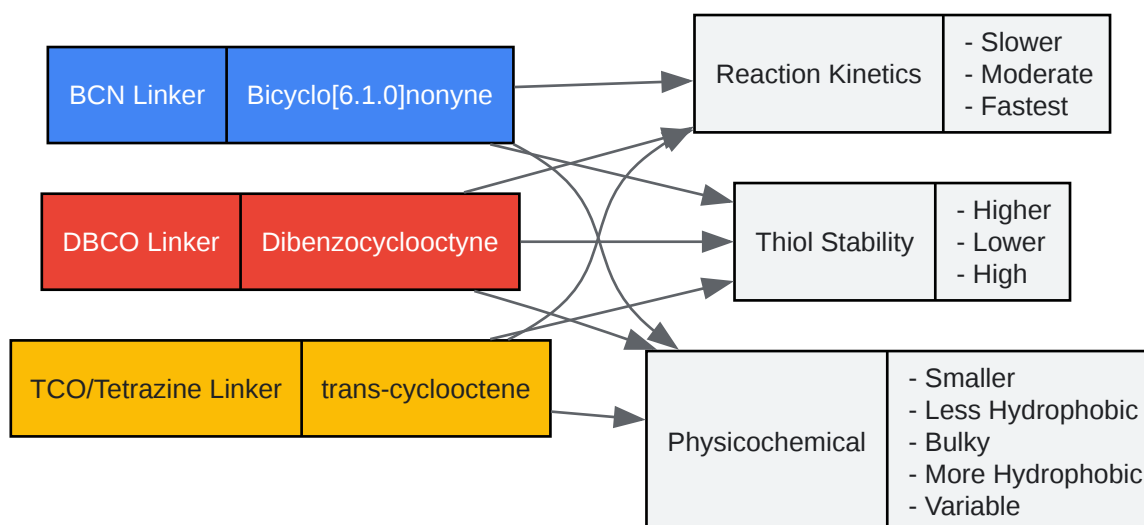 BCN Linker
Bicyclo[6.1.0]nonyne
DBCO Linker
Dibenzocyclooctyne
TCO/Tetrazine Linker
trans-cyclooctene
Reaction Kinetics
- Slower
- Moderate
- Fastest
Thiol Stability
- Higher
- Lower
- High
Physicochemical
- Smaller
- Less Hydrophobic
- Bulky
- More Hydrophobic
- Variable